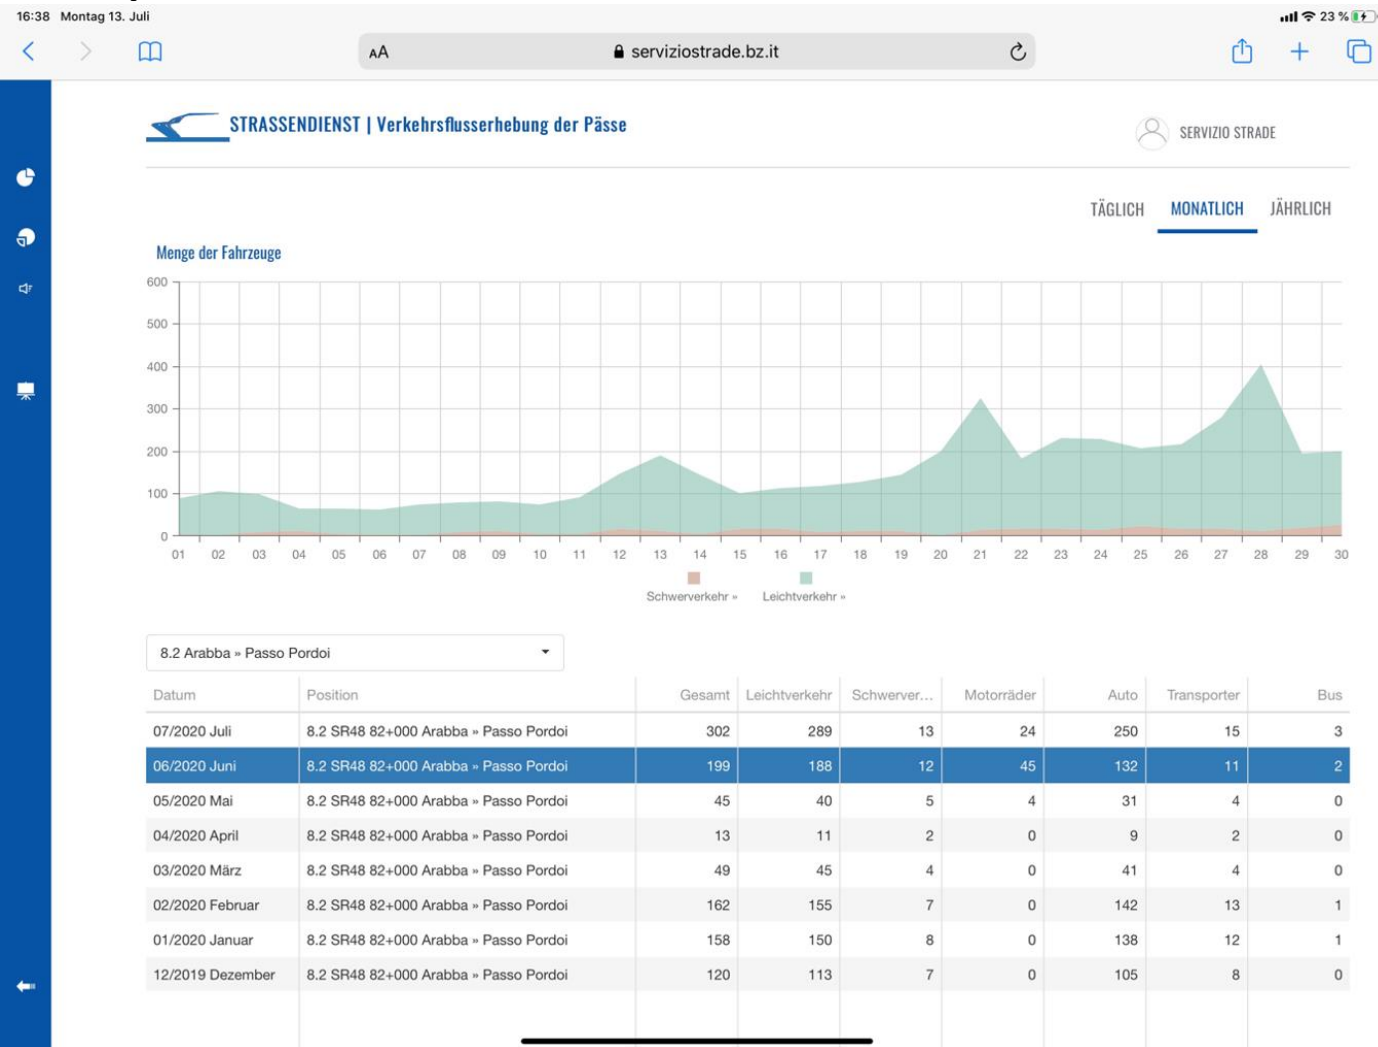 16:38 Montag 13. Juli 23 %
AA serviziostrade.bz.it
STRASSENDIENST | Verkehrsflusserhebung der Pässe
SERVIZIO STRADE
TÄGLICH MONATLICH JÄHRLICH
Menge der Fahrzeuge
600
500
400
300
200
100
0
01 02 03 04 05 06 07 08 09 10 11 12 13 14 15 16 17 18 19 20 21 22 23 24 25 26 27 28 29 30
Schwerverkehr » Leichtverkehr »
8.2 Arabba » Passo Pordoi
Datum Position Gesamt Leichtverkehr Schwerver... Motorräder Auto Transporter Bus
07/2020 Juli 8.2 SR48 82+000 Arabba » Passo Pordoi 302 289 13 24 250 15 3
06/2020 Juni 8.2 SR48 82+000 Arabba » Passo Pordoi 199 188 12 45 132 11 2
05/2020 Mai 8.2 SR48 82+000 Arabba » Passo Pordoi 45 40 5 4 31 4 0
04/2020 April 8.2 SR48 82+000 Arabba » Passo Pordoi 13 11 2 0 9 2 0
03/2020 März 8.2 SR48 82+000 Arabba » Passo Pordoi 49 45 4 0 41 4 0
02/2020 Februar 8.2 SR48 82+000 Arabba » Passo Pordoi 162 155 7 0 142 13 1
01/2020 Januar 8.2 SR48 82+000 Arabba » Passo Pordoi 158 150 8 0 138 12 1
12/2019 Dezember 8.2 SR48 82+000 Arabba » Passo Pordoi 120 113 7 0 105 8 0